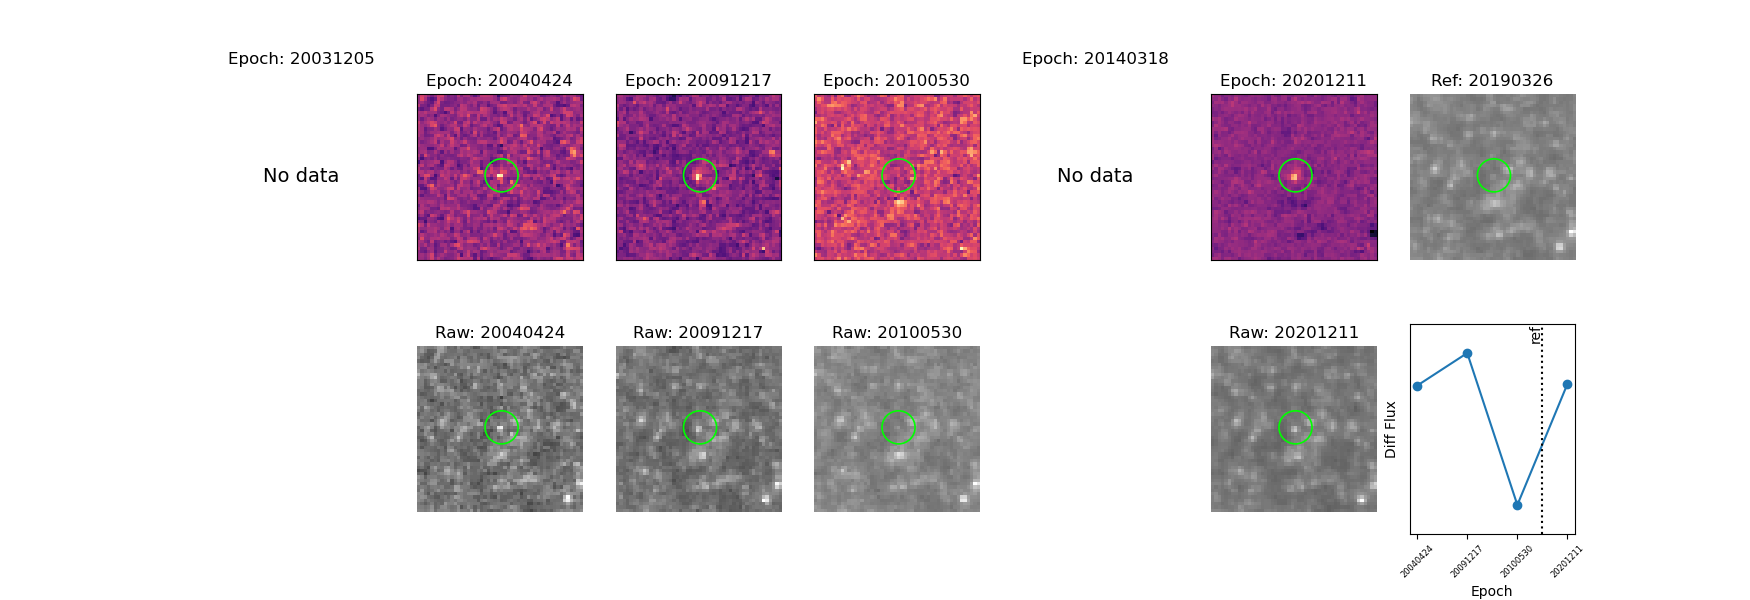 Epoch: 20031205
Epoch: 20140318
Epoch: 20040424
Epoch: 20091217
Epoch: 20100530
Epoch: 20201211
Ref: 20190326
No data
No data
Raw: 20040424
Raw: 20091217
Raw: 20100530
Raw: 20201211
ref
Diff Flux
20040424
20091217
20100530
20201211
Epoch